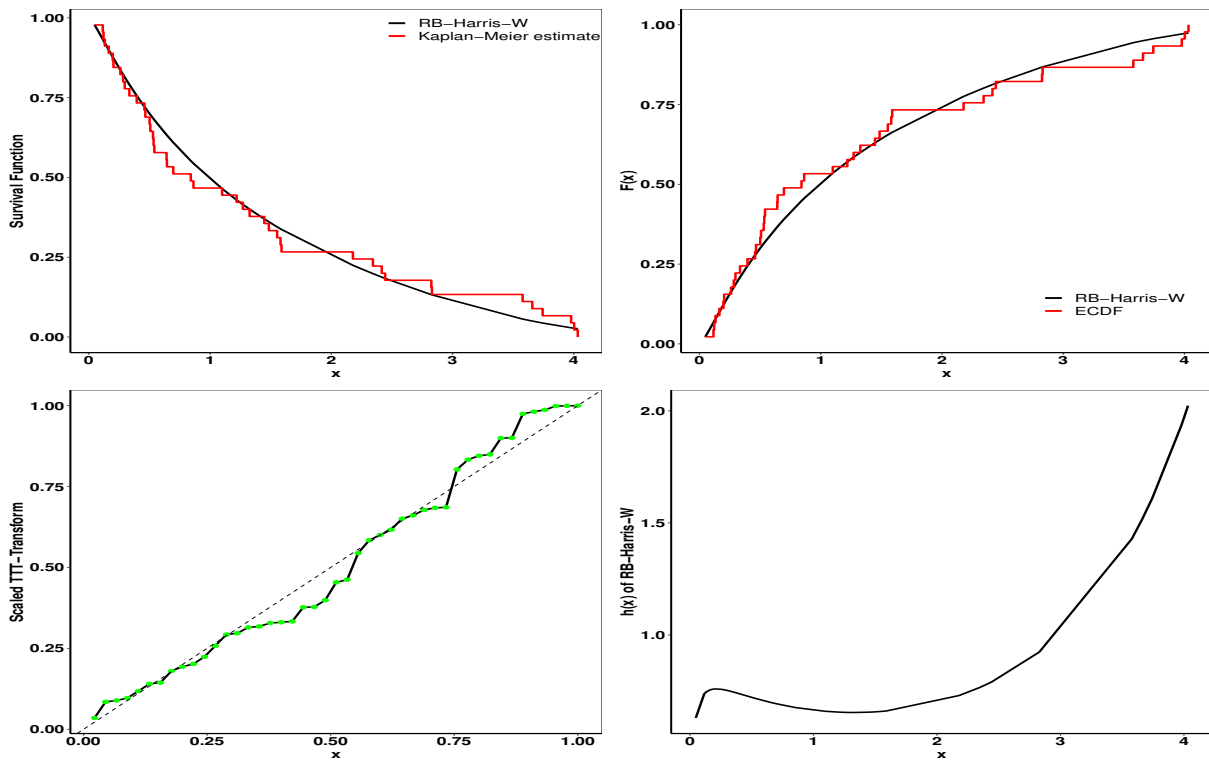 1.00
0.75
0.50
0.25
0.00
Survival Function
RB−Harris−W
Kaplan−Meier estimate
0 1 2 3 4
x
1.00
0.75
0.50
0.25
0.00
F(x)
RB−Harris−W
ECDF
0 1 2 3 4
x
1.00
0.75
0.50
0.25
0.00
Scaled TTT−Transform
0.00 0.25 0.50 0.75 1.00
x
2.0
1.5
1.0
h(x) of RB−Harris−W
0 1 2 3 4
x